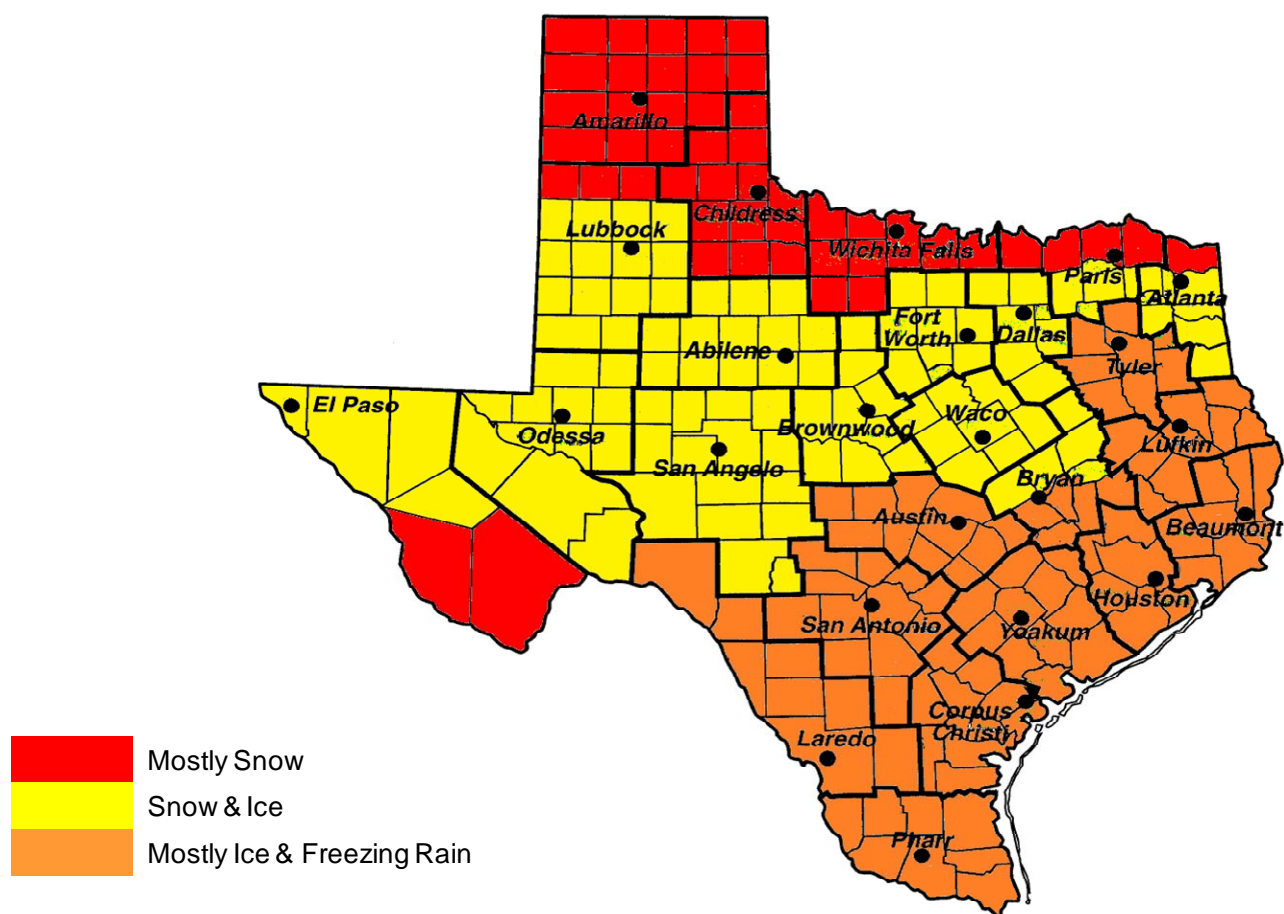 Amarillo
Childress
Lubbock
Wichita Falls
Paris
Atlanta
Fort
Worth
Dallas
Abilene
Tyler
El Paso
Odessa
Brownwood
Waco
San Angelo
Lufkin
Bryan
Austin
Beaumont
Houston
San Antonio
Yoakum
Corpus
Christi
Laredo
Pharr
Mostly Snow
Snow & Ice
Mostly Ice & Freezing Rain